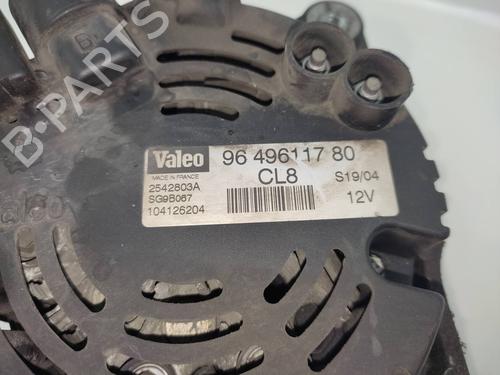 B
Valeo
MADE IN FRANCE
2542803A
SG9B067
104126204
96 496117 80
CL8
S19/04
12V
B-PARTS